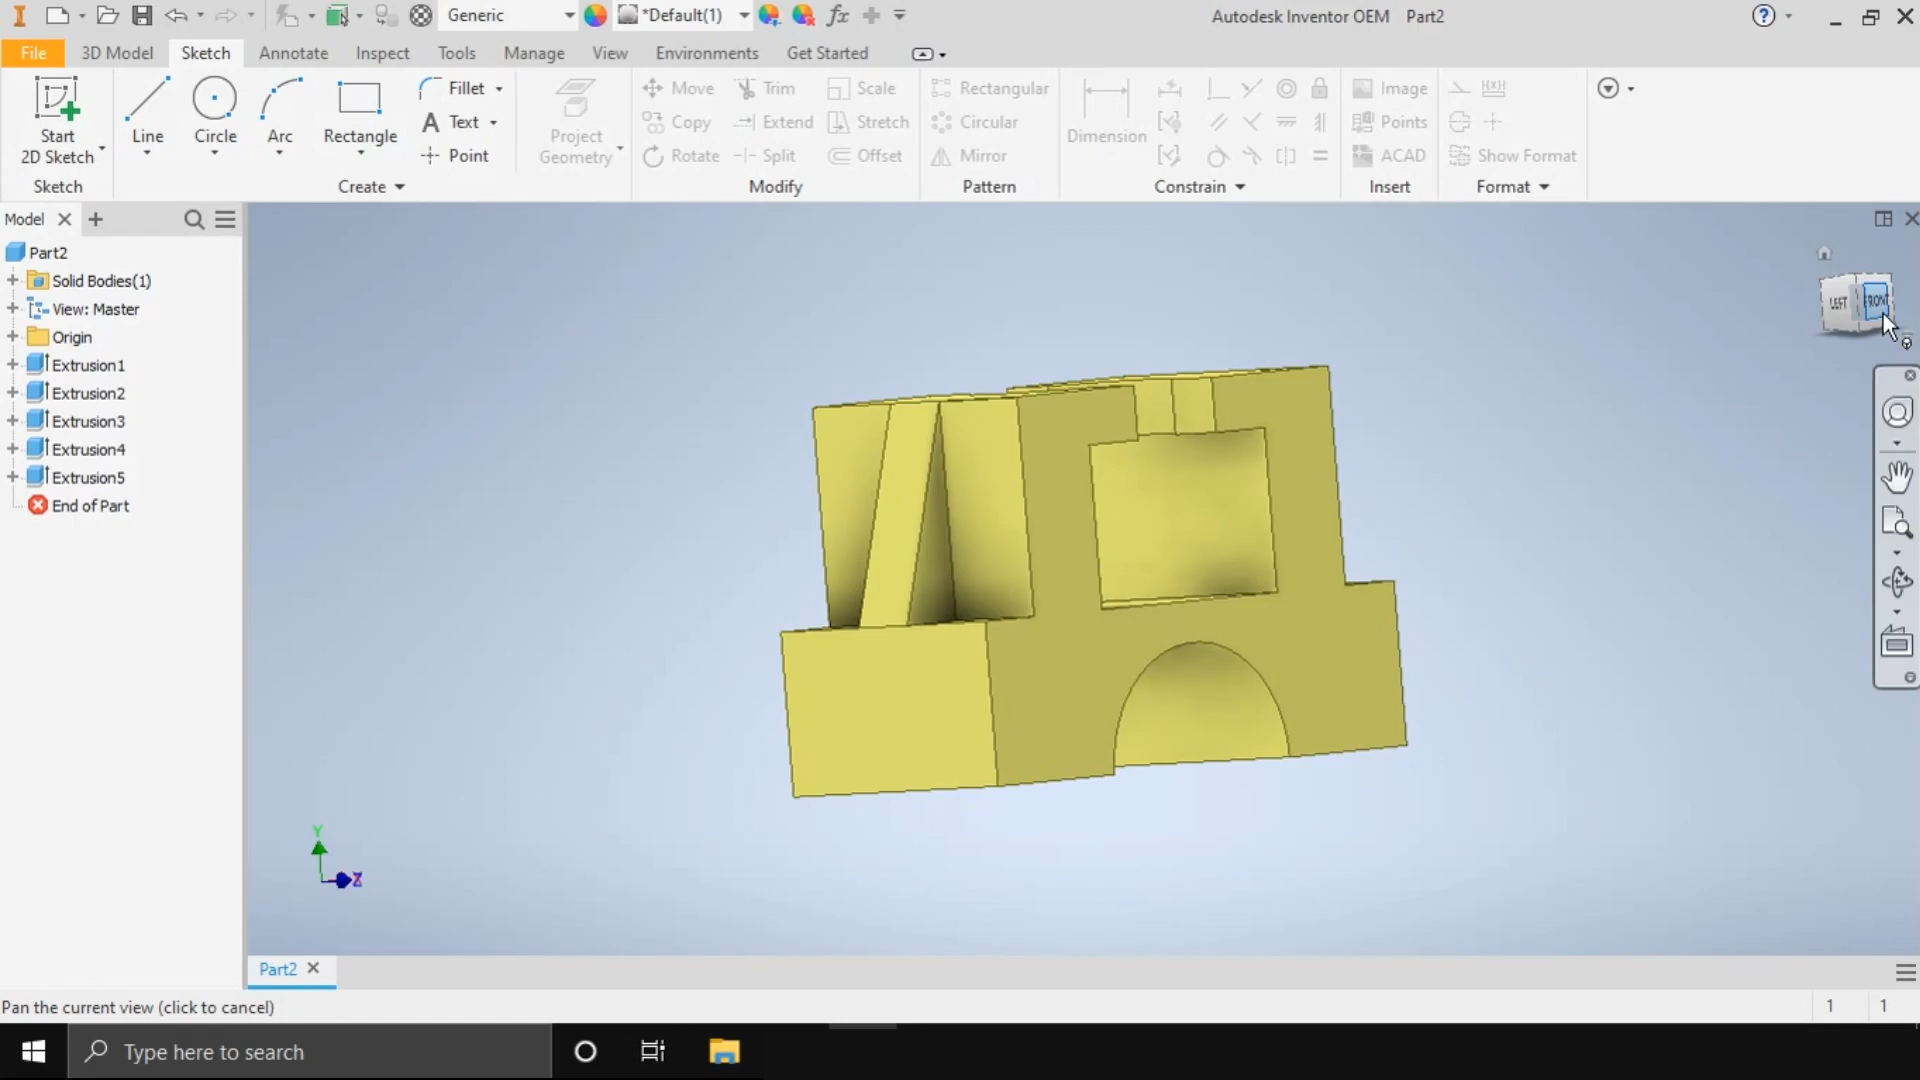 Generic
*Default(1)
fx
Autodesk Inventor OEM Part2
File 3D Model Sketch Annotate Inspect Tools Manage View Environments Get Started
Start
2D Sketch
Line
Circle
Arc
Rectangle
Fillet
Text
Point
Project
Geometry
Move
Copy
Rotate
Trim
Extend
Split
Scale
Stretch
Offset
Rectangular
Circular
Mirror
Dimension
Image
Points
ACAD
Show Format
Sketch
Create
Modify
Pattern
Constrain
Insert
Format
Model
Part2
Solid Bodies(1)
View: Master
Origin
Extrusion1
Extrusion2
Extrusion3
Extrusion4
Extrusion5
End of Part
LEFT
FRONT
Y
Z
Part2
Pan the current view (click to cancel)
1 1
Type here to search